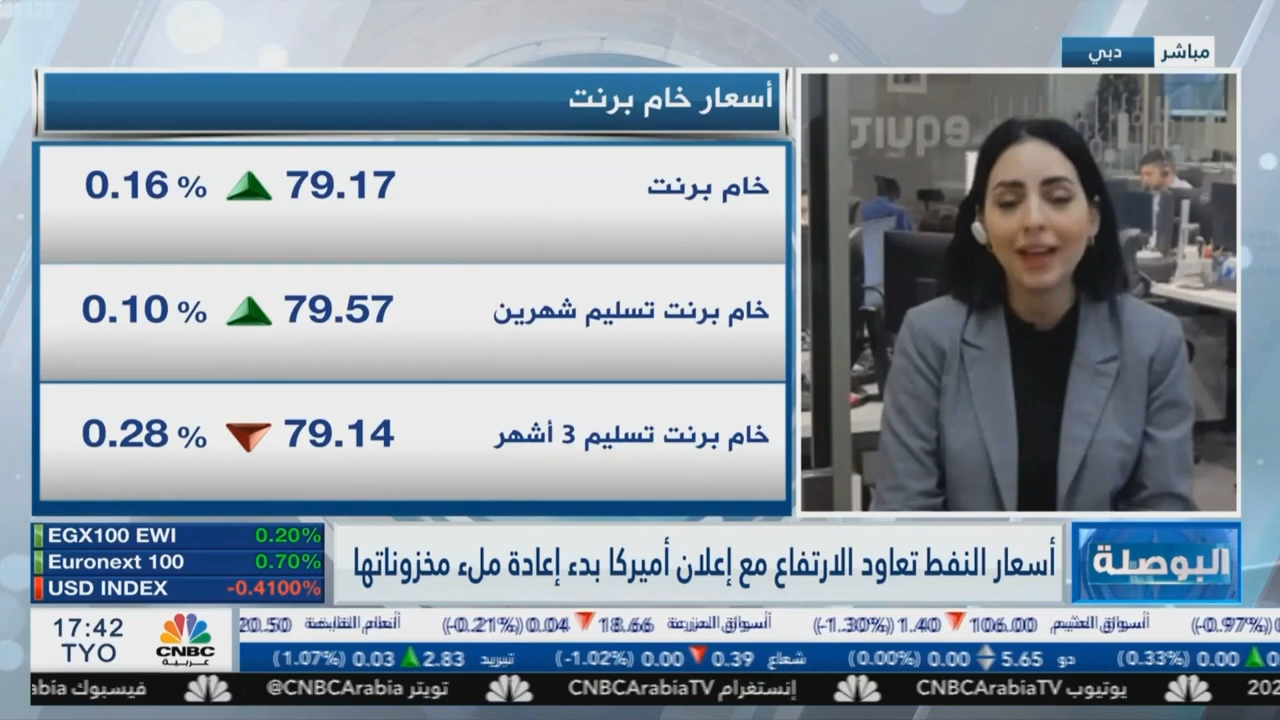 مباشر دبي
أسعار خام برنت
خام برنت 79.17 0.16 %
خام برنت تسليم شهرين 79.57 0.10 %
خام برنت تسليم 3 أشهر 79.14 0.28 %
EGX100 EWI 0.20%
Euronext 100 0.70%
USD INDEX -0.4100%
البوصلة
أسعار النفط تعاود الارتفاع مع إعلان أميركا بدء إعادة ملء مخزوناتها
17:42
TYO
CNBC
عربية
(-0.97%) أسواق 106.00 1.40 (-1.30%) أسواق المزرعة 18.66 0.04 (-0.21%) أنعام القابضة 20.50
0.00 (0.33%) دو 5.65 0.00 (0.00%) شعاع 0.39 0.00 (-1.02%) تبريد 2.83 0.03 (1.07%)
يوتيوب CNBCArabiaTV إنستغرام CNBCArabiaTV تويتر @CNBCArabia فيسبوك